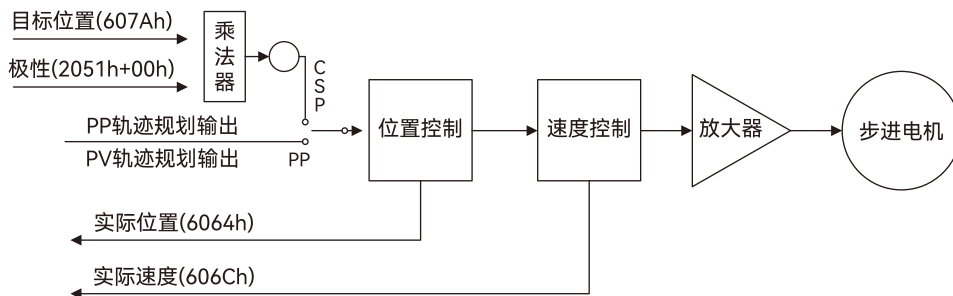 目标位置(607Ah)
极性(2051h+00h)
乘法器
CSP
PP轨迹规划输出
PV轨迹规划输出
PP
位置控制
速度控制
放大器
步进电机
实际位置(6064h)
实际速度(606Ch)